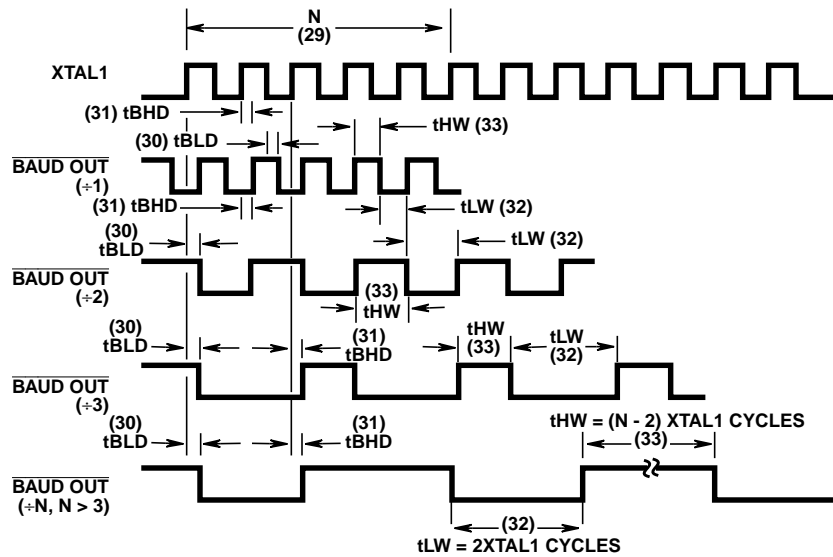 N
(29)
XTAL1
(31) tBHD
tHW (33)
(30) tBLD
BAUD OUT
(÷1)
(31) tBHD
tLW (32)
(30)
tBLD
tLW (32)
BAUD OUT
(÷2)
(33)
tHW
(30)
tBLD
(31)
tBHD
tHW
(33)
tLW
(32)
BAUD OUT
(÷3)
tHW = (N - 2) XTAL1 CYCLES
(33)
(30)
tBLD
(31)
tBHD
BAUD OUT
(÷N, N > 3)
(32)
tLW = 2XTAL1 CYCLES